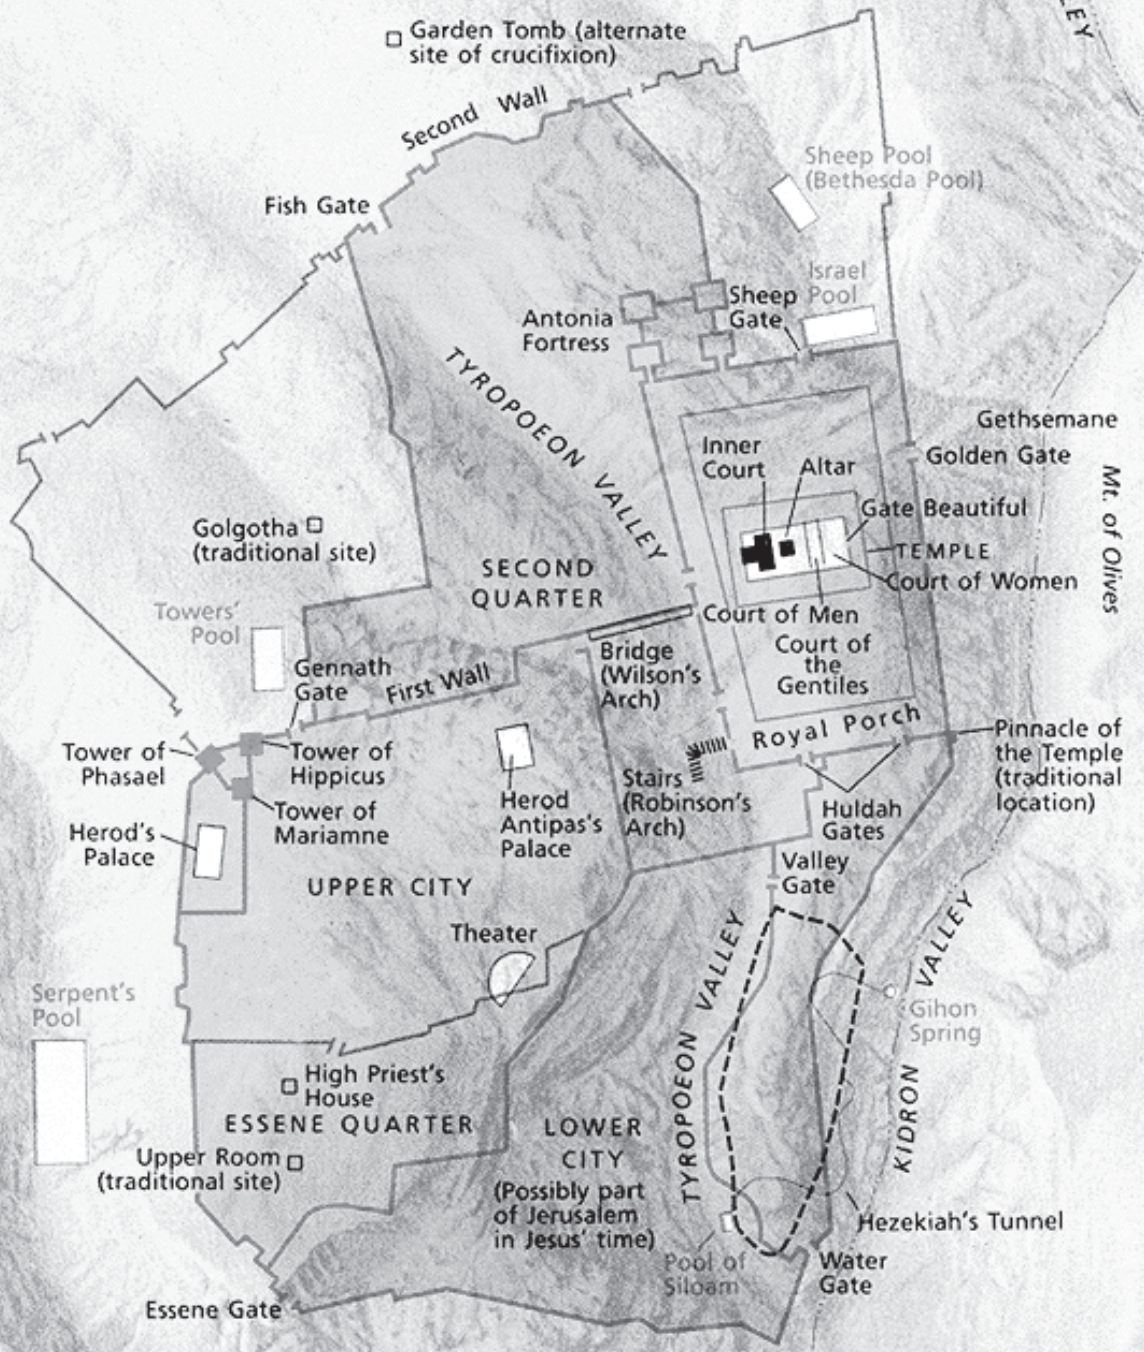 Garden Tomb (alternate
site of crucifixion)
LEY
Second Wall
Sheep Pool
(Bethesda Pool)
Fish Gate
Israel
Pool
Sheep
Gate
Antonia
Fortress
TYROPOEON VALLEY
Gethsemane
Golden Gate
Mt. of Olives
Inner
Court
Altar
Gate Beautiful
TEMPLE
Court of Women
Golgotha
(traditional site)
SECOND
QUARTER
Court of Men
Court of
the
Gentiles
Towers'
Pool
Gennath
Gate
First Wall
Bridge
(Wilson's
Arch)
Royal Porch
Pinnacle of
the Temple
(traditional
location)
Tower of
Phasael
Tower of
Hippicus
Tower of
Mariamne
Stairs
(Robinson's
Arch)
Herod
Antipas's
Palace
Huldah
Gates
Herod's
Palace
Valley
Gate
UPPER CITY
Theater
TYROPOEON VALLEY
KIDRON VALLEY
Serpent's
Pool
Gihon
Spring
High Priest's
House
ESSENE QUARTER
LOWER
CITY
(Possibly part
of Jerusalem
in Jesus' time)
Upper Room
(traditional site)
Hezekiah's Tunnel
Pool of
Siloam
Water
Gate
Essene Gate